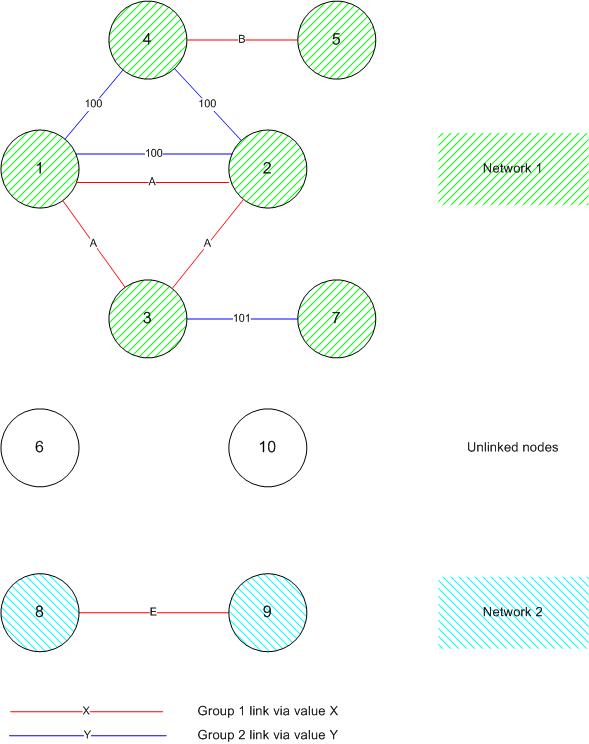 4 B 5
100 100
1 100 2 Network 1
A
A A
3 101 7
6 10 Unlinked nodes
8 E 9 Network 2
X Group 1 link via value X
Y Group 2 link via value Y